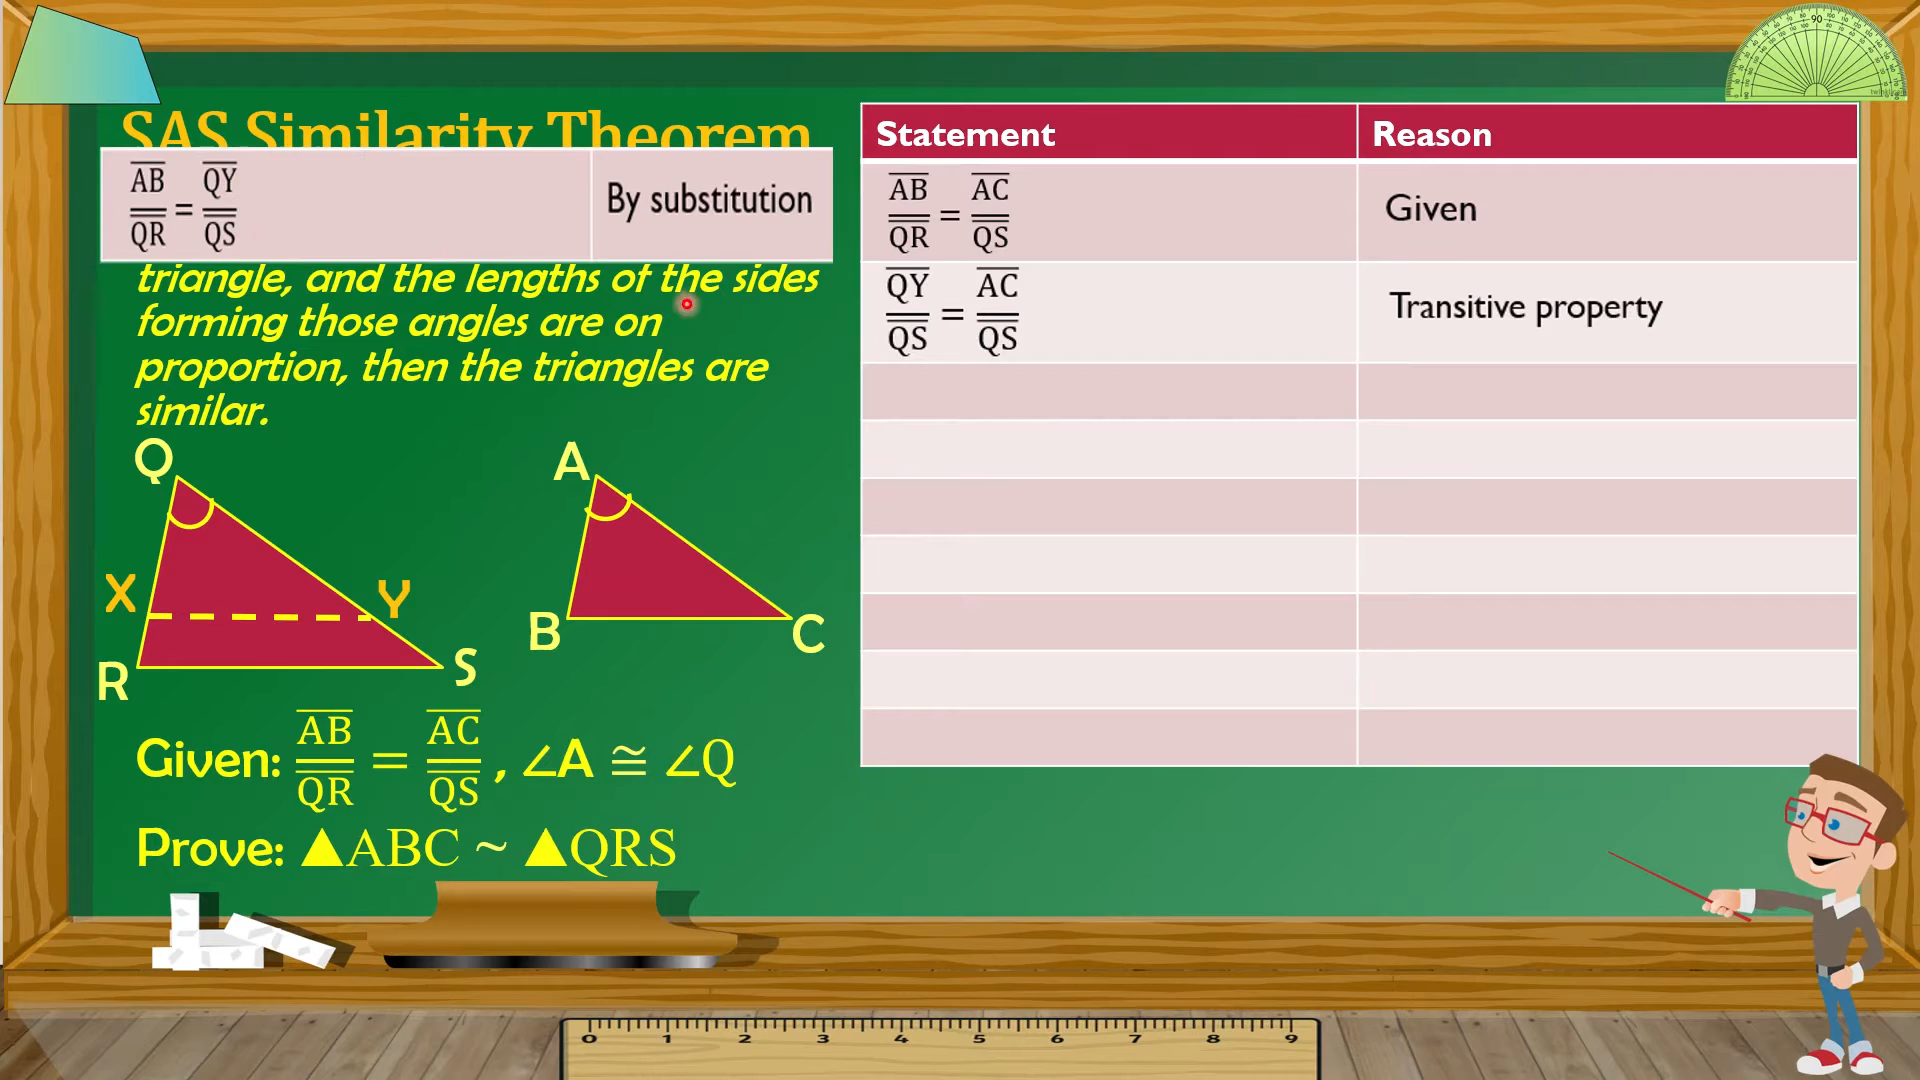 SAS Similarity Theorem
AB/QR = QY/QS By substitution
triangle, and the lengths of the sides
forming those angles are on
proportion, then the triangles are
similar.
Q
A
X
Y
B
C
R
S
Given: AB/QR = AC/QS , ∠A ≅ ∠Q
Prove: ▲ABC ~ ▲QRS
Statement Reason
AB/QR = AC/QS Given
QY/QS = AC/QS Transitive property
90
0 1 2 3 4 5 6 7 8 9